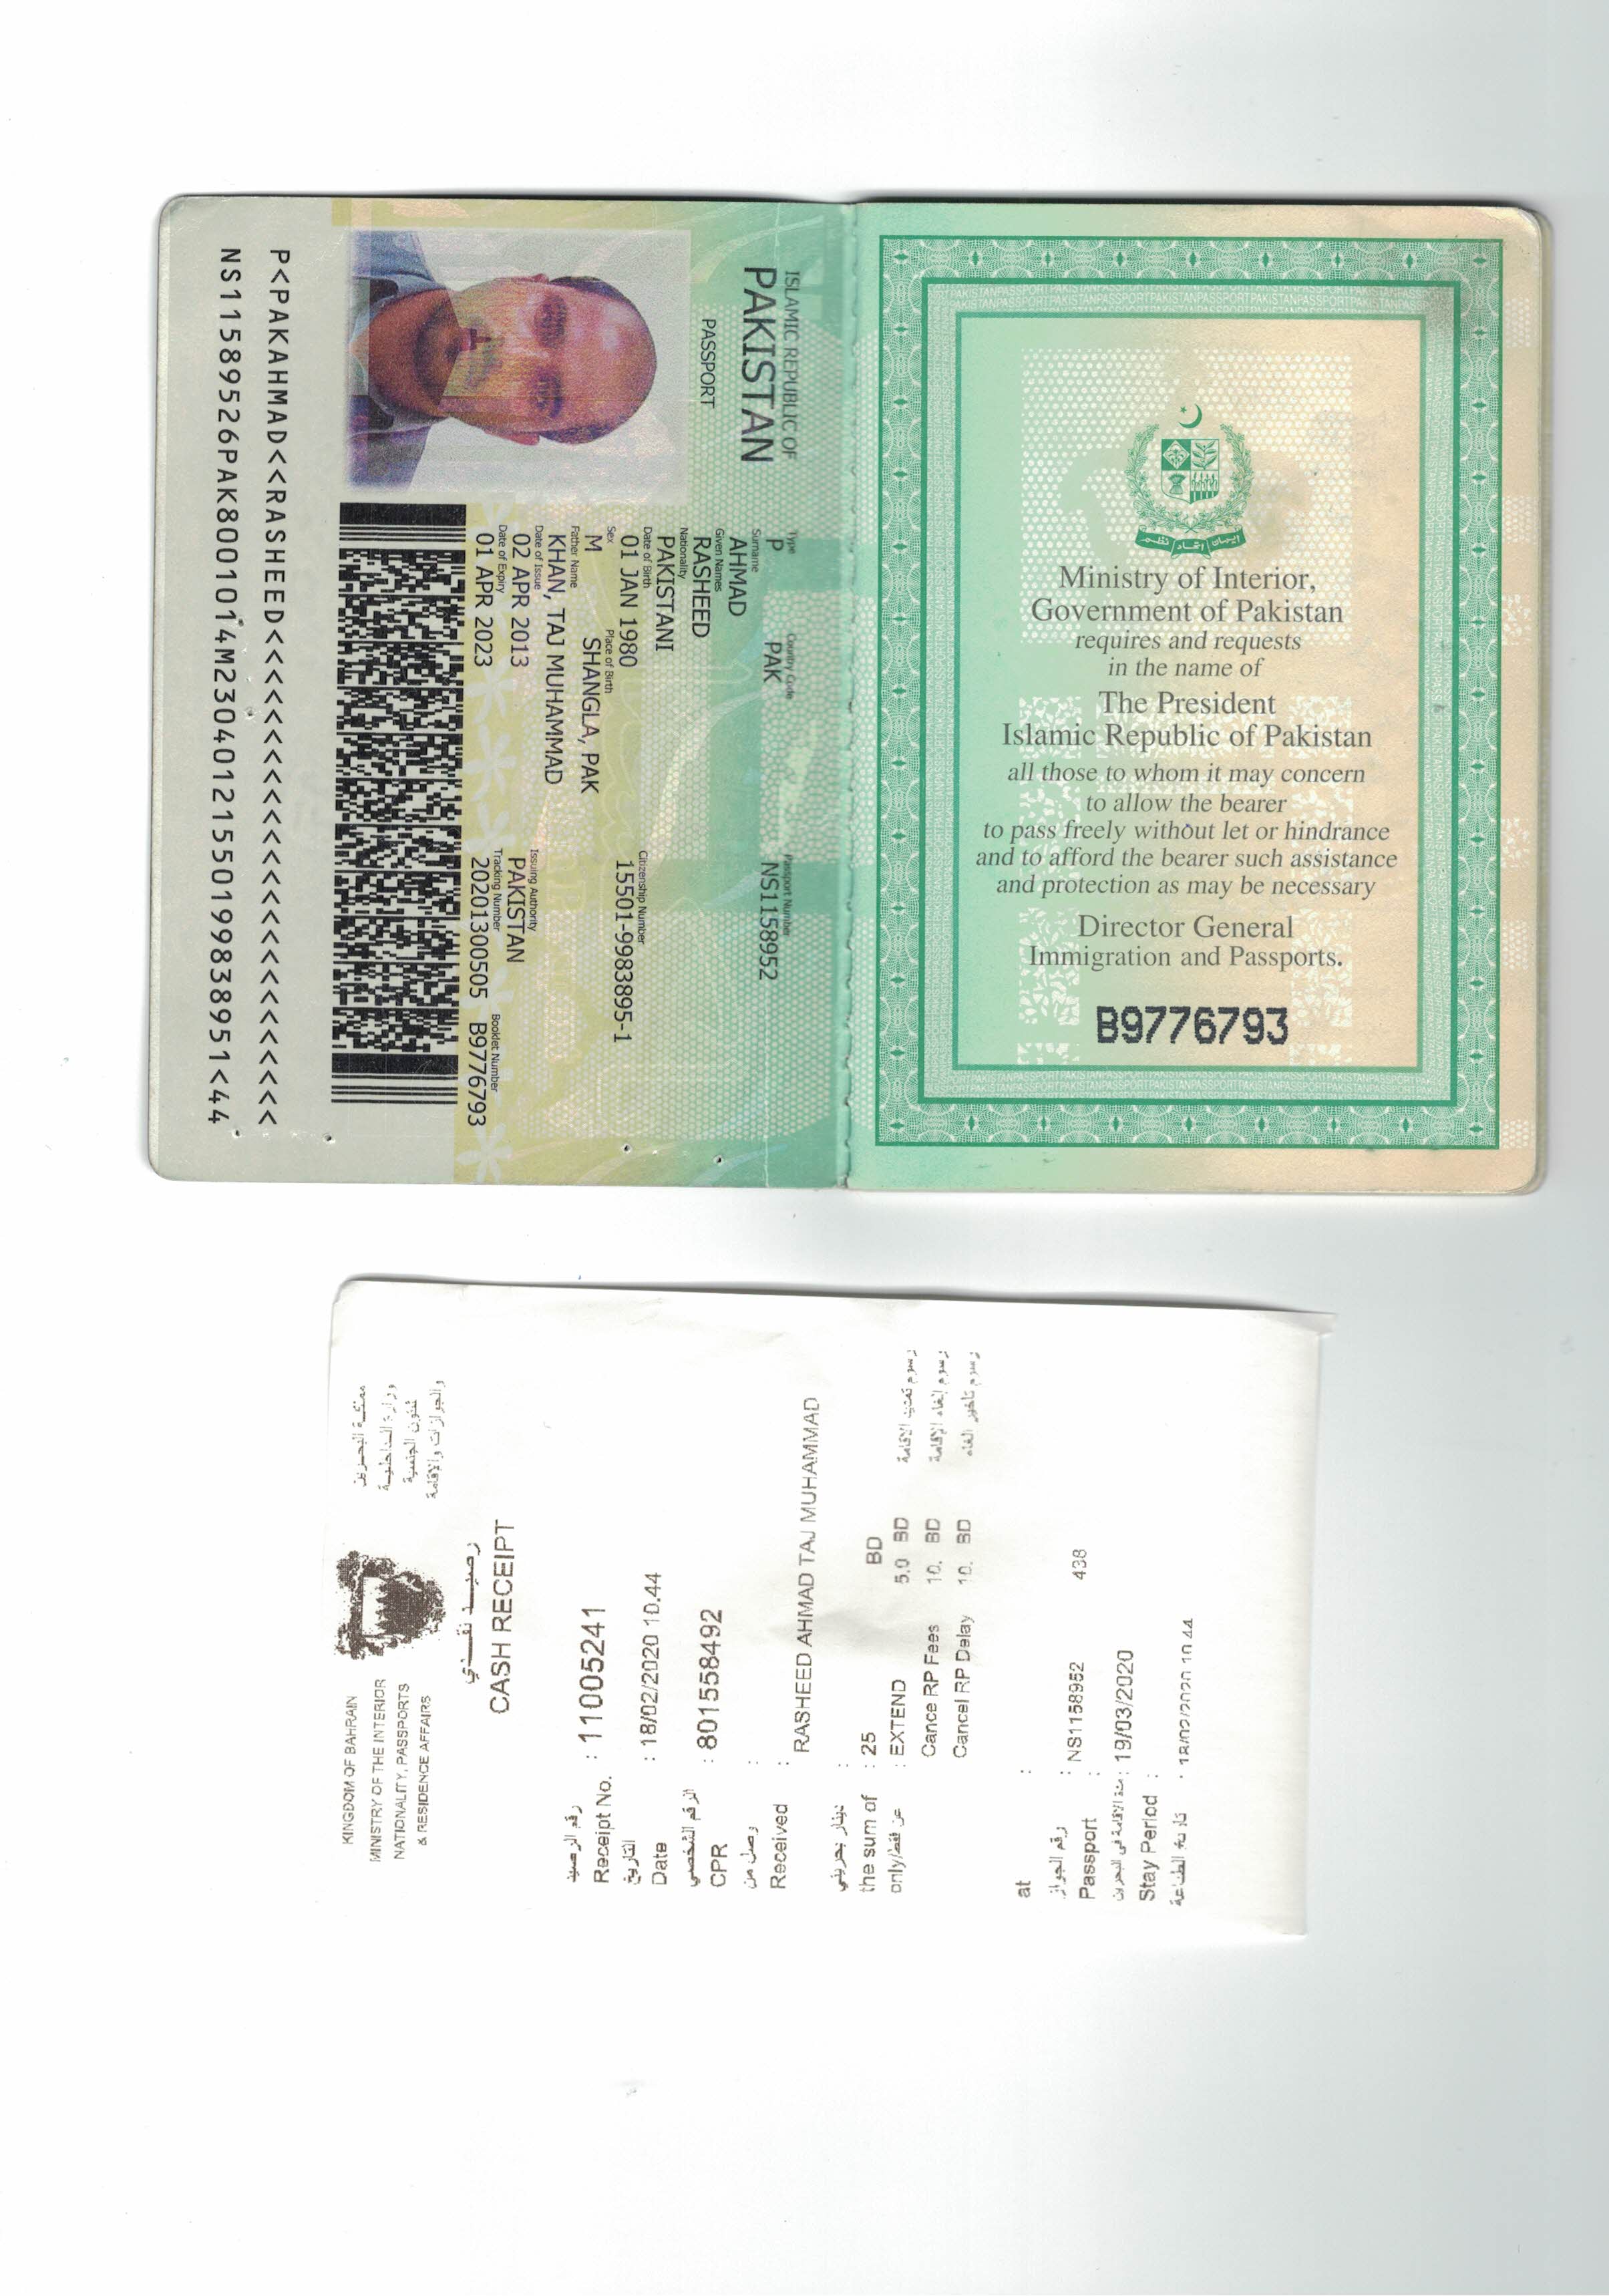 Ministry of Interior,
Government of Pakistan
requires and requests
in the name of
The President
Islamic Republic of Pakistan
all those to whom it may concern
to allow the bearer
to pass freely without let or hindrance
and to afford the bearer such assistance
and protection as may be necessary
Director General
Immigration and Passports.
B9776793
ISLAMIC REPUBLIC OF
PAKISTAN
PASSPORT
Type Country Code Passport Number
P PAK NS1158952
Surname
AHMAD
Given Names
RASHEED
Nationality
PAKISTANI
Date of Birth Citizenship Number
01 JAN 1980 15501-9983895-1
Sex Place of Birth
M SHANGLA, PAK
Father Name
KHAN, TAJ MUHAMMAD
Date of Issue Issuing Authority
02 APR 2013 PAKISTAN
Date of Expiry Tracking Number Booklet Number
01 APR 2023 20201300505 B9776793
P<PAKAHMAD<<RASHEED<<<<<<<<<<<<<<<<<<<<<<<<<
NS11589526PAK8001014M23040121550199838951<44
KINGDOM OF BAHRAIN مملكة البحرين
MINISTRY OF THE INTERIOR وزارة الداخلية
NATIONALITY, PASSPORTS شئون الجنسية
& RESIDENCE AFFAIRS والجوازات والإقامة
رصيد نقدي
CASH RECEIPT
رقم الرصيد
Receipt No. : 11005241
التاريخ
Date : 18/02/2020 10.44
الرقم الشخصي
CPR : 801558492
وصل من :
Received :
RASHEED AHMAD TAJ MUHAMMAD
دينار بحريني :
the sum of : 25 BD
only/عن فقط : EXTEND 5.0 BD رسوم تمديد الإقامة
Cance RP Fees 10. BD رسوم إلغاء الإقامة
Cancel RP Delay 10. BD رسوم تأخير الغاء
at :
رقم الجواز
Passport : NS1158952 438
مدة الإقامة في البحرين : 19/03/2020
Stay Period :
تاريخ الطباعة : 18/02/2020 10 44